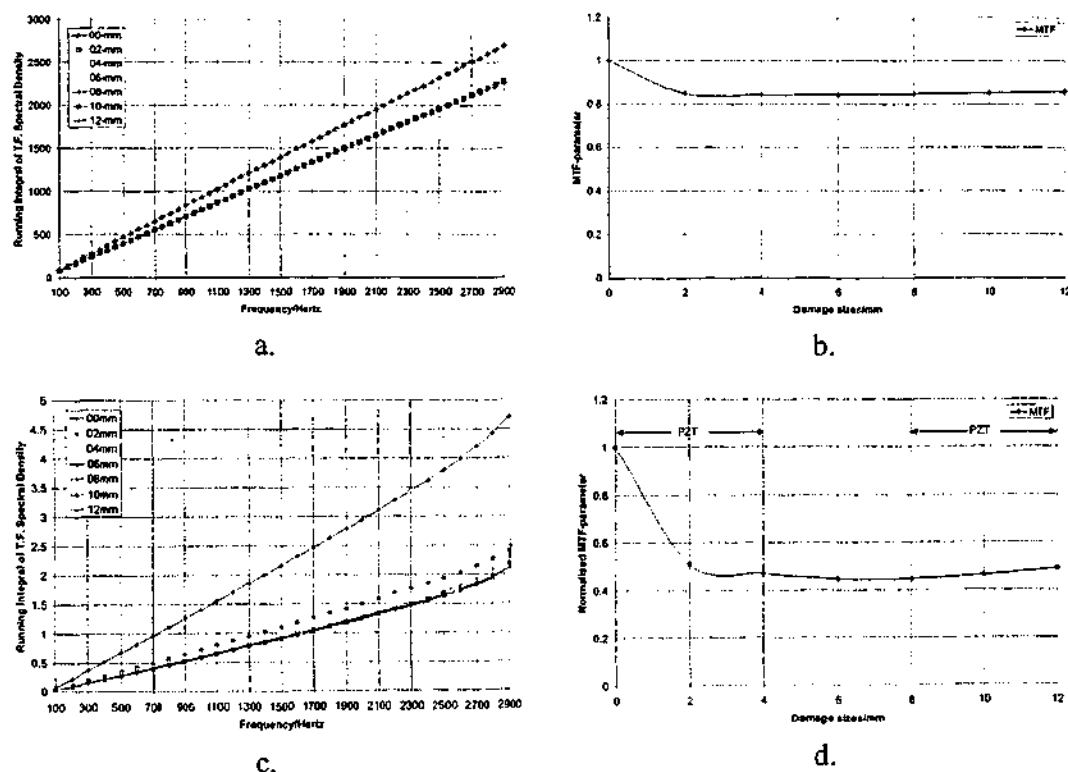 3000
2500
2000
1500
1000
500
0
Running Integral of T.F. Spectral Density
00-mm
02-mm
04-mm
06-mm
08-mm
10-mm
12-mm
100 300 500 700 900 1100 1300 1500 1700 1900 2100 2300 2500 2700 2900
Frequency/Hertz
a.
1.2
1
0.8
0.6
0.4
0.2
0
MTF-parameter
MTF
0 2 4 6 8 10 12
Damage sizes/mm
b.
5
4.5
4
3.5
3
2.5
2
1.5
1
0.5
0
Running Integral of T.F. Spectral Density
00mm
02mm
04mm
06mm
08mm
10mm
12mm
100 300 500 700 900 1100 1300 1500 1700 1900 2100 2300 2500 2700 2900
Frequency/Hertz
c.
1.2
1
0.8
0.6
0.4
0.2
0
Normalised MTF-parameter
MTF
PZT
PZT
0 2 4 6 8 10 12
Damage sizes/mm
d.